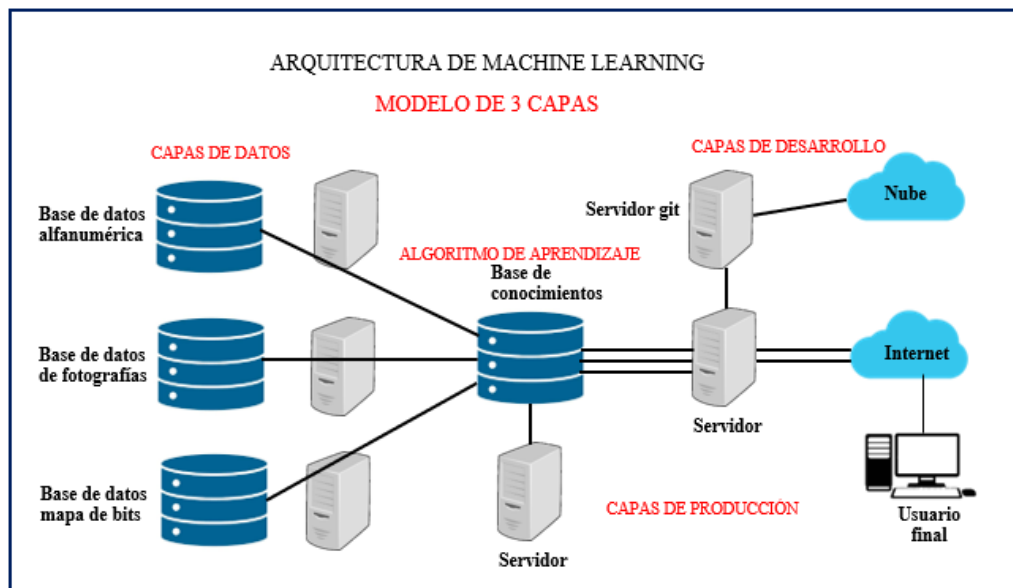 ARQUITECTURA DE MACHINE LEARNING
MODELO DE 3 CAPAS
CAPAS DE DATOS
CAPAS DE DESARROLLO
Base de datos
alfanumérica
Servidor git
Nube
ALGORITMO DE APRENDIZAJE
Base de
conocimientos
Base de datos
de fotografías
Internet
Servidor
Base de datos
mapa de bits
CAPAS DE PRODUCCIÓN
Usuario
final
Servidor